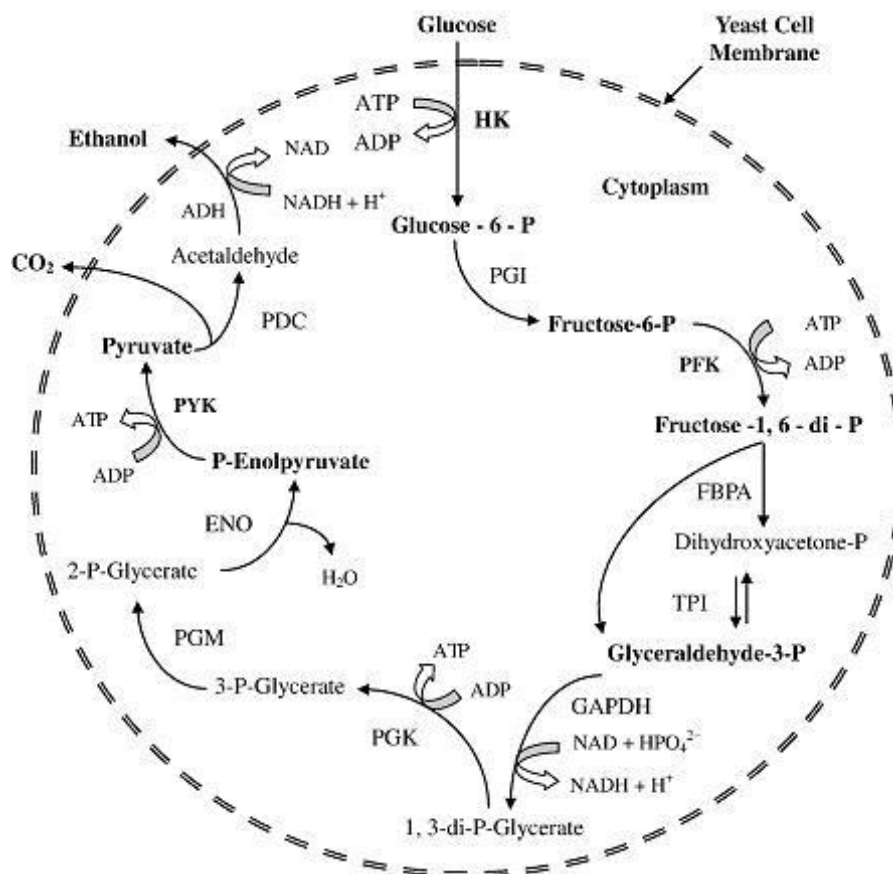 Glucose
Yeast Cell
Membrane
ATP
HK
ADP
Ethanol
NAD
NADH + H⁺
ADH
Cytoplasm
Glucose - 6 - P
Acetaldehyde
CO₂
PGI
PDC
Fructose-6-P
ATP
Pyruvate
PFK
ADP
PYK
ATP
Fructose -1, 6 - di - P
ADP
P-Enolpyruvate
FBPA
ENO
Dihydroxyacetone-P
2-P-Glycerate
H₂O
TPI
PGM
Glyceraldehyde-3-P
ATP
3-P-Glycerate
ADP
GAPDH
PGK
NAD + HPO₄²⁻
NADH + H⁺
1, 3-di-P-Glycerate